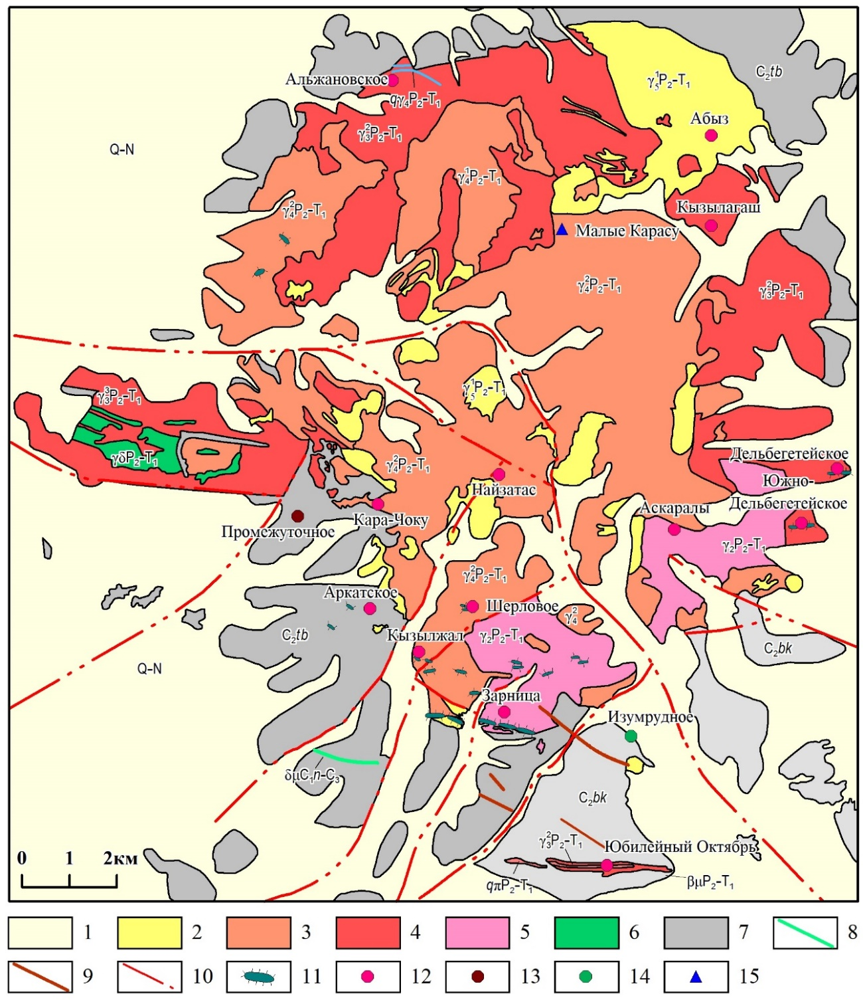 C₂tb
γ₅¹P₂-T₁
Альжановское
qγ₄P₂-T₁
Абыз
γ₃²P₂-T₁
Q-N
γ₄¹P₂-T₁
Кызылагаш
γ₄²P₂-T₁
Малые Карасу
γ₄²P₂-T₁
γ₃²P₂-T₁
γ₅¹P₂-T₁
γ₃³P₂-T₁
γδP₂-T₁
γ₄²P₂-T₁
Дельбегетейское
Южно-
Дельбегетейское
Найзатас
Аскаралы
Кара-Чоку
Промежуточное
γ₂P₂-T₁
γ₄²P₂-T₁
Аркатское
Шерловое
γ₄²
C₂tb
Кызылжал
γ₂P₂-T₁
C₂bk
Q-N
Зарница
Изумрудное
δμC₁n-C₃
C₂bk
γ₃²P₂-T₁
Юбилейный Октябрь
qπP₂-T₁
βμP₂-T₁
0 1 2км
1 2 3 4 5 6 7 8
9 10 11 12 13 14 15